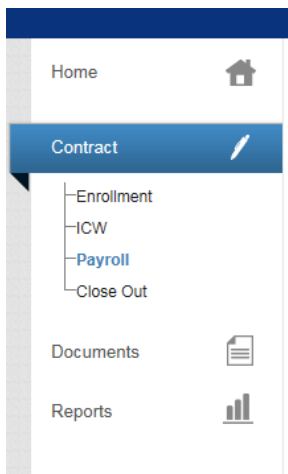 Home
Contract
Enrollment
ICW
Payroll
Close Out
Documents
Reports